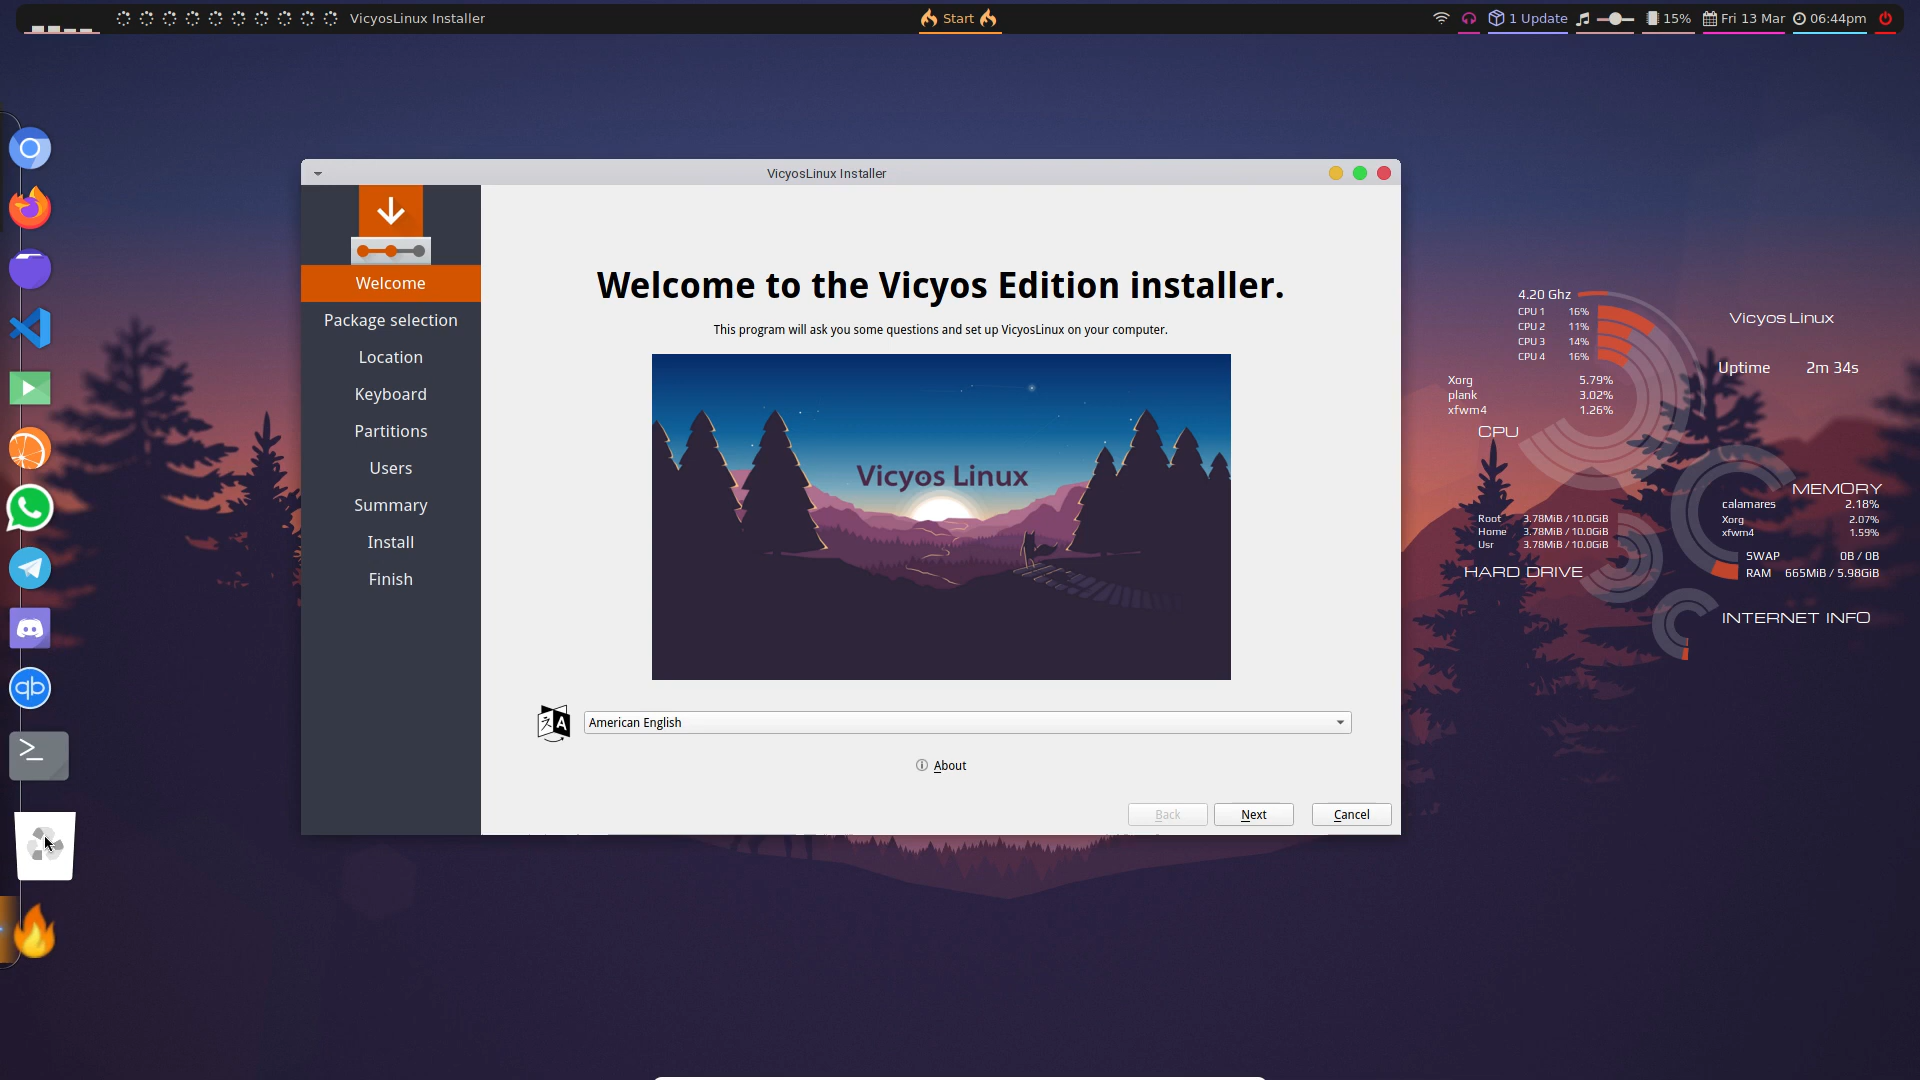 VicyosLinux Installer
Start
1 Update
15%
Fri 13 Mar
06:44pm
VicyosLinux Installer
Welcome
Package selection
Location
Keyboard
Partitions
Users
Summary
Install
Finish
Welcome to the Vicyos Edition installer.
This program will ask you some questions and set up VicyosLinux on your computer.
Vicyos Linux
A
American English
About
Back
Next
Cancel
qb
>_
4.20 Ghz
CPU 1 16%
CPU 2 11%
CPU 3 14%
CPU 4 16%
Xorg 5.79%
plank 3.02%
xfwm4 1.26%
CPU
Vicyos Linux
Uptime 2m 34s
MEMORY
calamares 2.18%
Xorg 2.07%
xfwm4 1.59%
SWAP 0B / 0B
RAM 665MiB / 5.98GiB
Root 3.78MiB / 10.0GiB
Home 3.78MiB / 10.0GiB
Usr 3.78MiB / 10.0GiB
HARD DRIVE
INTERNET INFO